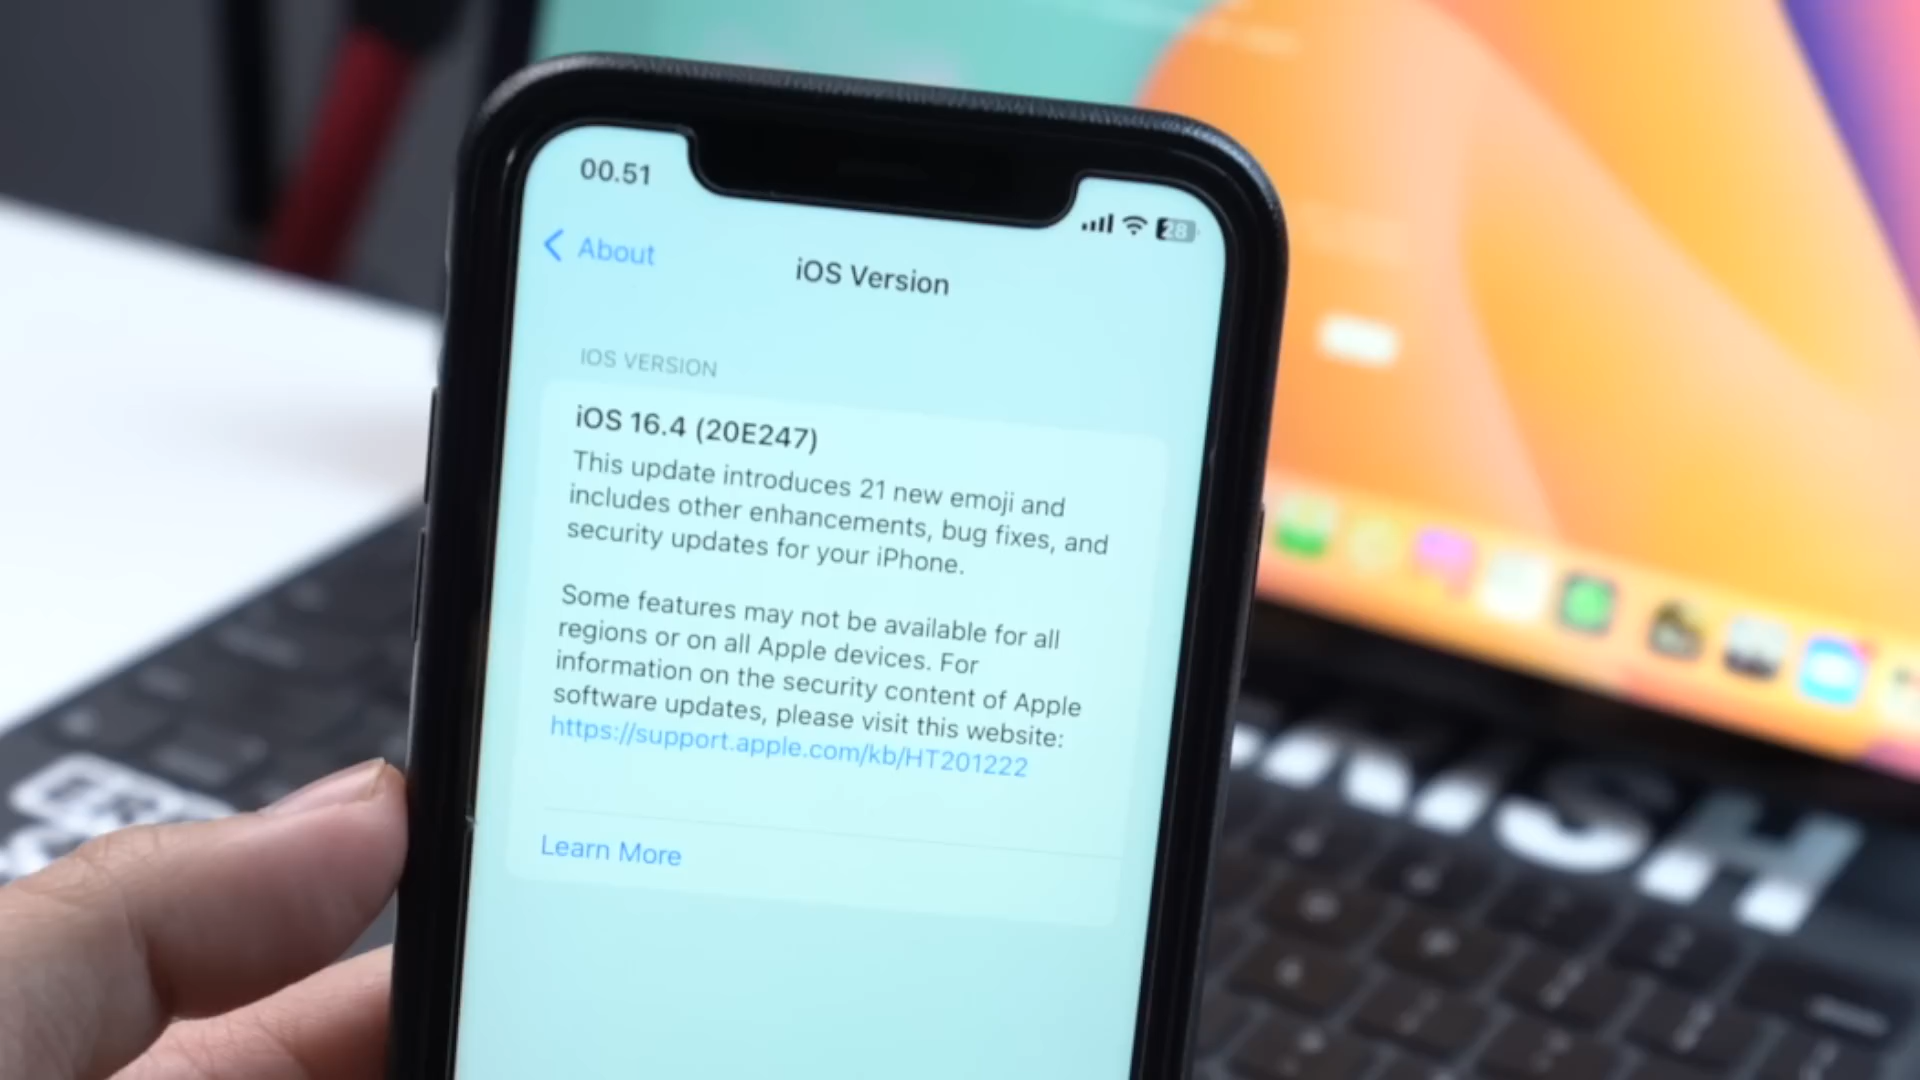 00.51
28
About
iOS Version
IOS VERSION
iOS 16.4 (20E247)
This update introduces 21 new emoji and
includes other enhancements, bug fixes, and
security updates for your iPhone.
Some features may not be available for all
regions or on all Apple devices. For
information on the security content of Apple
software updates, please visit this website:
https://support.apple.com/kb/HT201222
Learn More